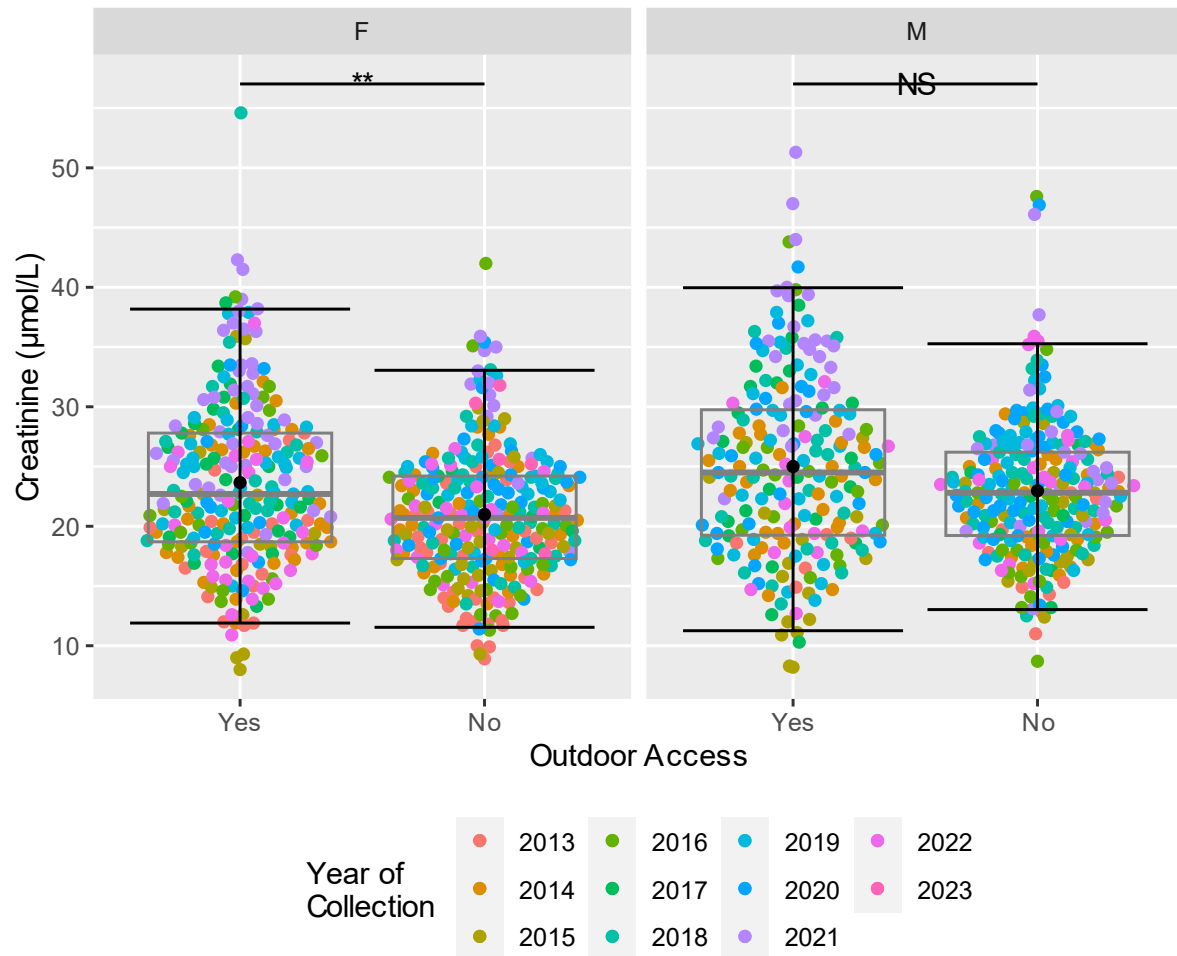 F M
** NS
50
40
30
20
10
Creatinine (μmol/L)
Yes No Yes No
Outdoor Access
Year of
Collection
2013 2016 2019 2022
2014 2017 2020 2023
2015 2018 2021